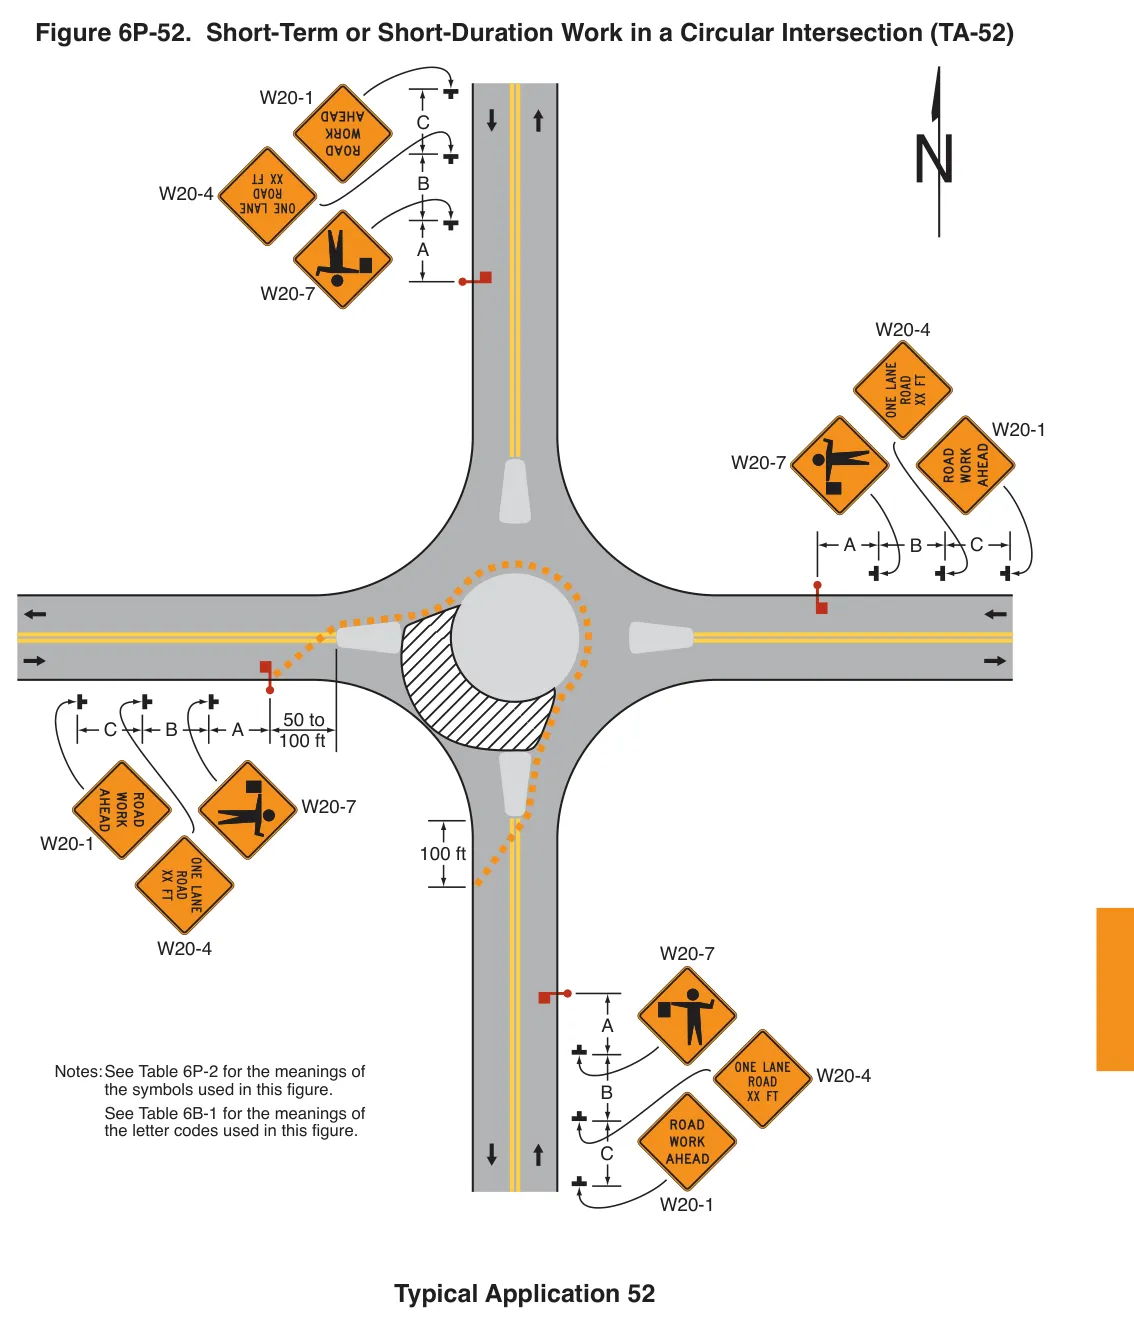 Figure 6P-52. Short-Term or Short-Duration Work in a Circular Intersection (TA-52)
W20-1
ROAD
WORK
AHEAD
W20-4
ONE LANE
ROAD
XX FT
W20-7
C
B
A
N
W20-4
ONE LANE
ROAD
XX FT
W20-1
ROAD
WORK
AHEAD
W20-7
A
B
C
C
B
A
50 to
100 ft
W20-1
ROAD
WORK
AHEAD
W20-7
ONE LANE
ROAD
XX FT
W20-4
100 ft
W20-7
A
B
C
ONE LANE
ROAD
XX FT
W20-4
ROAD
WORK
AHEAD
W20-1
Notes: See Table 6P-2 for the meanings of
the symbols used in this figure.
See Table 6B-1 for the meanings of
the letter codes used in this figure.
Typical Application 52